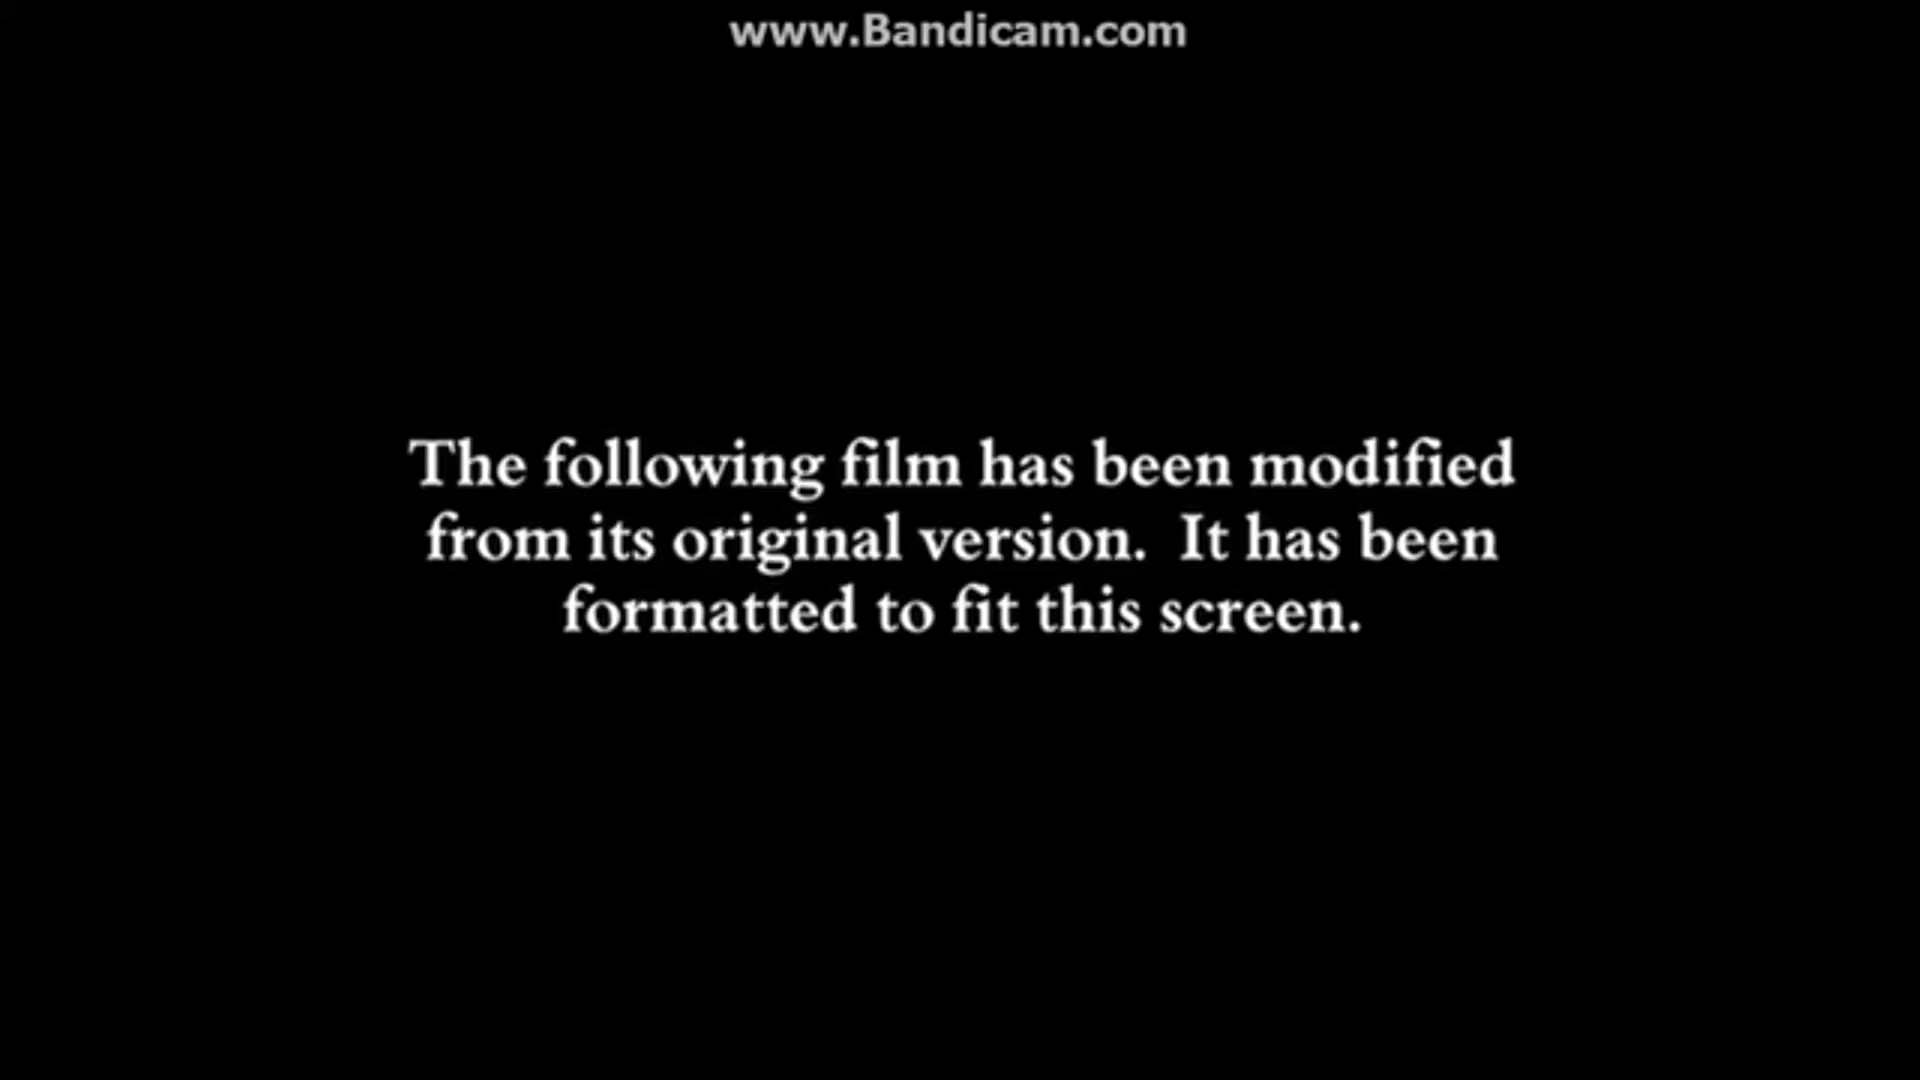 www.Bandicam.com
The following film has been modified
from its original version.  It has been
formatted to fit this screen.